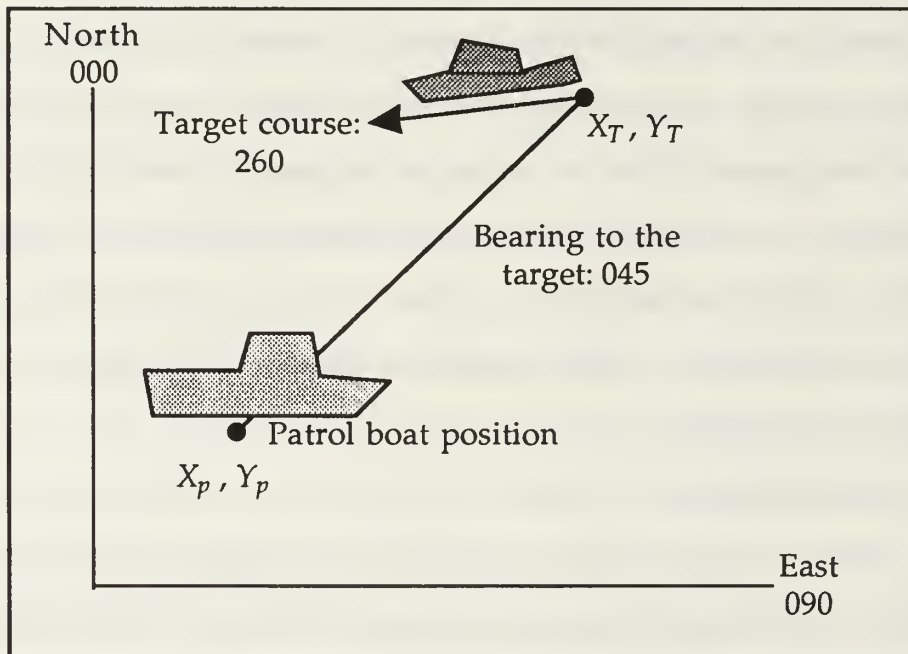 North
000
Target course:
260
X_T , Y_T
Bearing to the
target: 045
Patrol boat position
X_p , Y_p
East
090